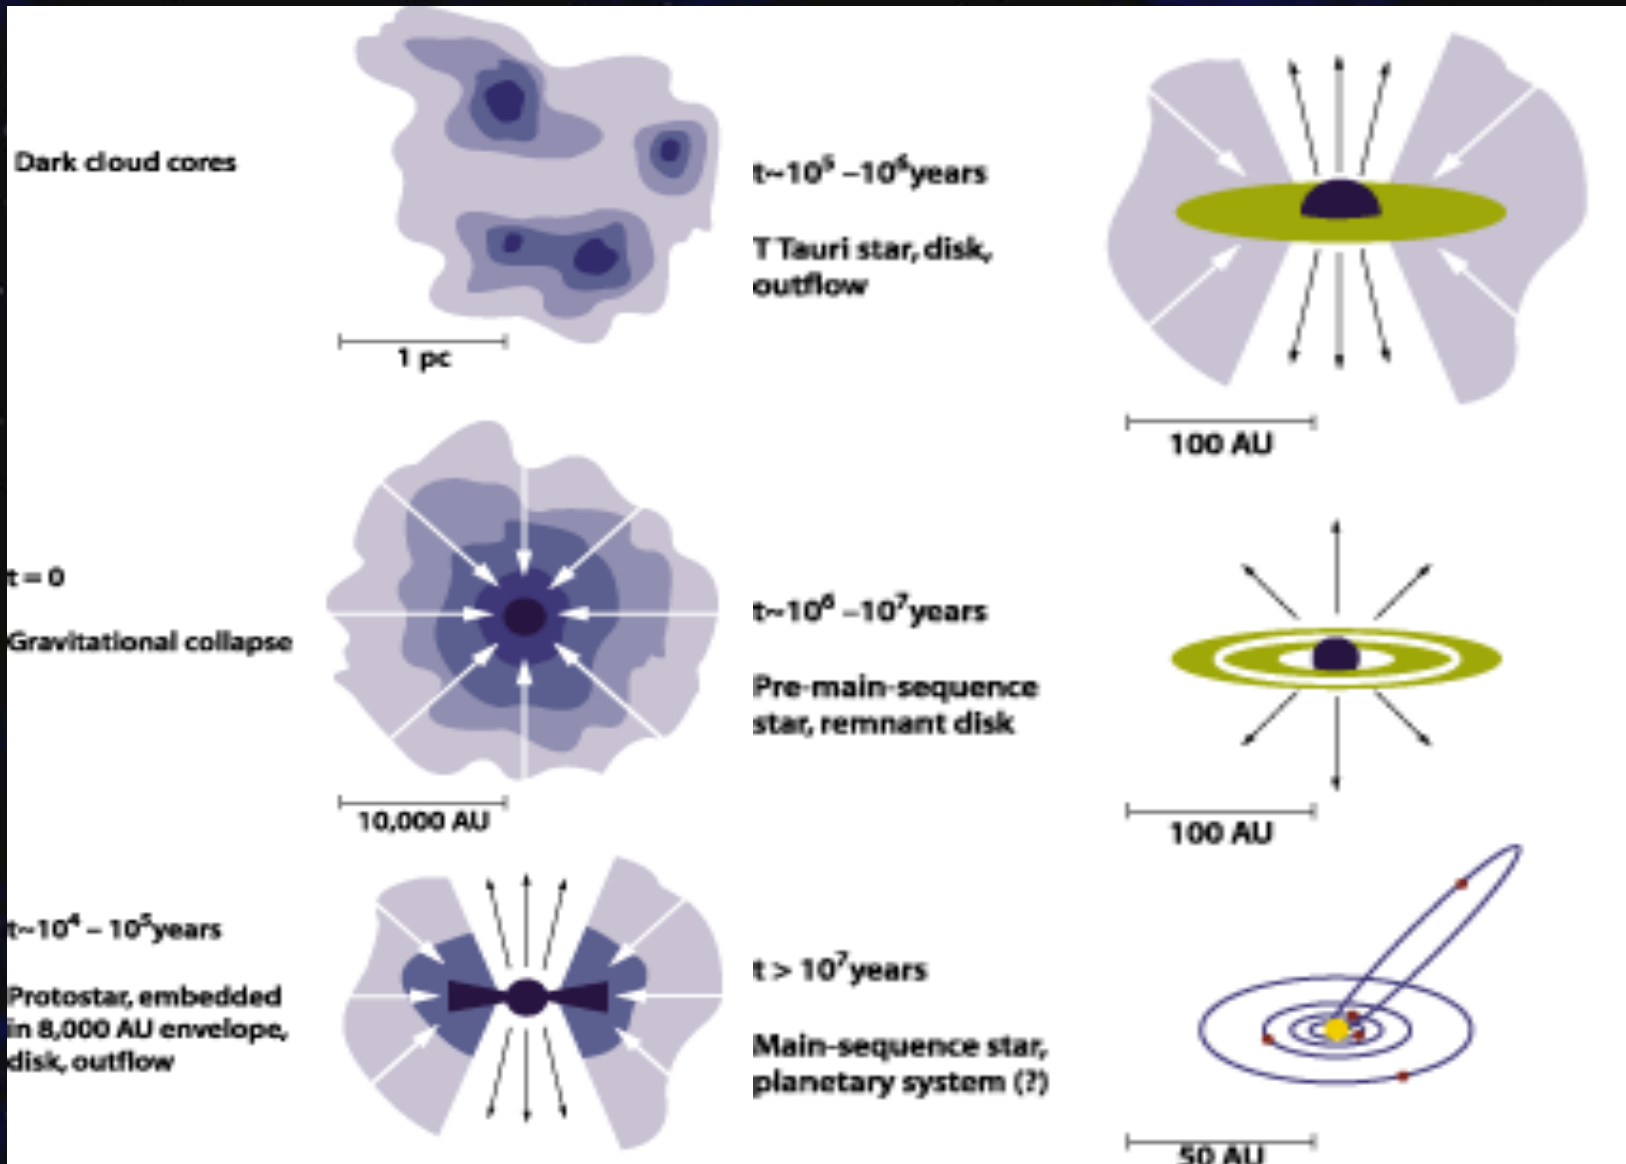 Dark cloud cores
1 pc
t = 0
Gravitational collapse
10,000 AU
t~10⁴ – 10⁵years
Protostar, embedded
in 8,000 AU envelope,
disk, outflow
t~10⁵ –10⁶years
T Tauri star, disk,
outflow
100 AU
t~10⁶ –10⁷years
Pre-main-sequence
star, remnant disk
100 AU
t > 10⁷years
Main-sequence star,
planetary system (?)
50 AU